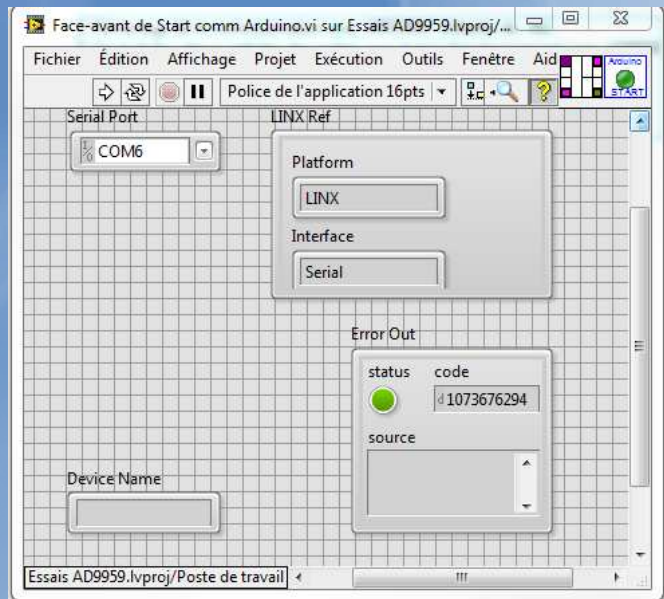 Face-avant de Start comm Arduino.vi sur Essais AD9959.lvproj/...
Fichier Édition Affichage Projet Exécution Outils Fenêtre Aid
Arduino
START
Police de l'application 16pts
Serial Port
COM6
LINX Ref
Platform
LINX
Interface
Serial
Error Out
status
code
d 1073676294
source
Device Name
Essais AD9959.lvproj/Poste de travail